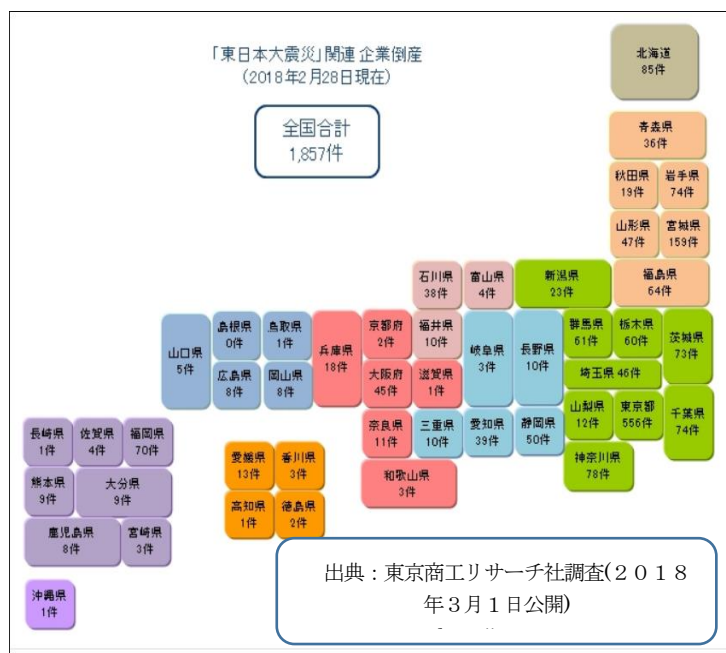 「東日本大震災」関連 企業倒産
(2018年2月28日現在)
全国合計
1,857件
北海道
85件
青森県
36件
秋田県
19件
岩手県
74件
山形県
47件
宮城県
159件
石川県
38件
富山県
4件
新潟県
23件
福島県
64件
山口県
5件
島根県
0件
鳥取県
1件
広島県
8件
岡山県
8件
兵庫県
18件
京都府
2件
福井県
10件
大阪府
45件
滋賀県
1件
岐阜県
3件
長野県
10件
群馬県
61件
栃木県
60件
茨城県
73件
埼玉県 46件
山梨県
12件
東京都
556件
千葉県
74件
奈良県
11件
三重県
10件
愛知県
39件
静岡県
50件
神奈川県
78件
和歌山県
3件
長崎県
1件
佐賀県
4件
福岡県
70件
熊本県
9件
大分県
9件
鹿児島県
8件
宮崎県
3件
沖縄県
1件
愛媛県
13件
香川県
3件
高知県
1件
徳島県
2件
出典：東京商工リサーチ社調査(２０１８
年３月１日公開)